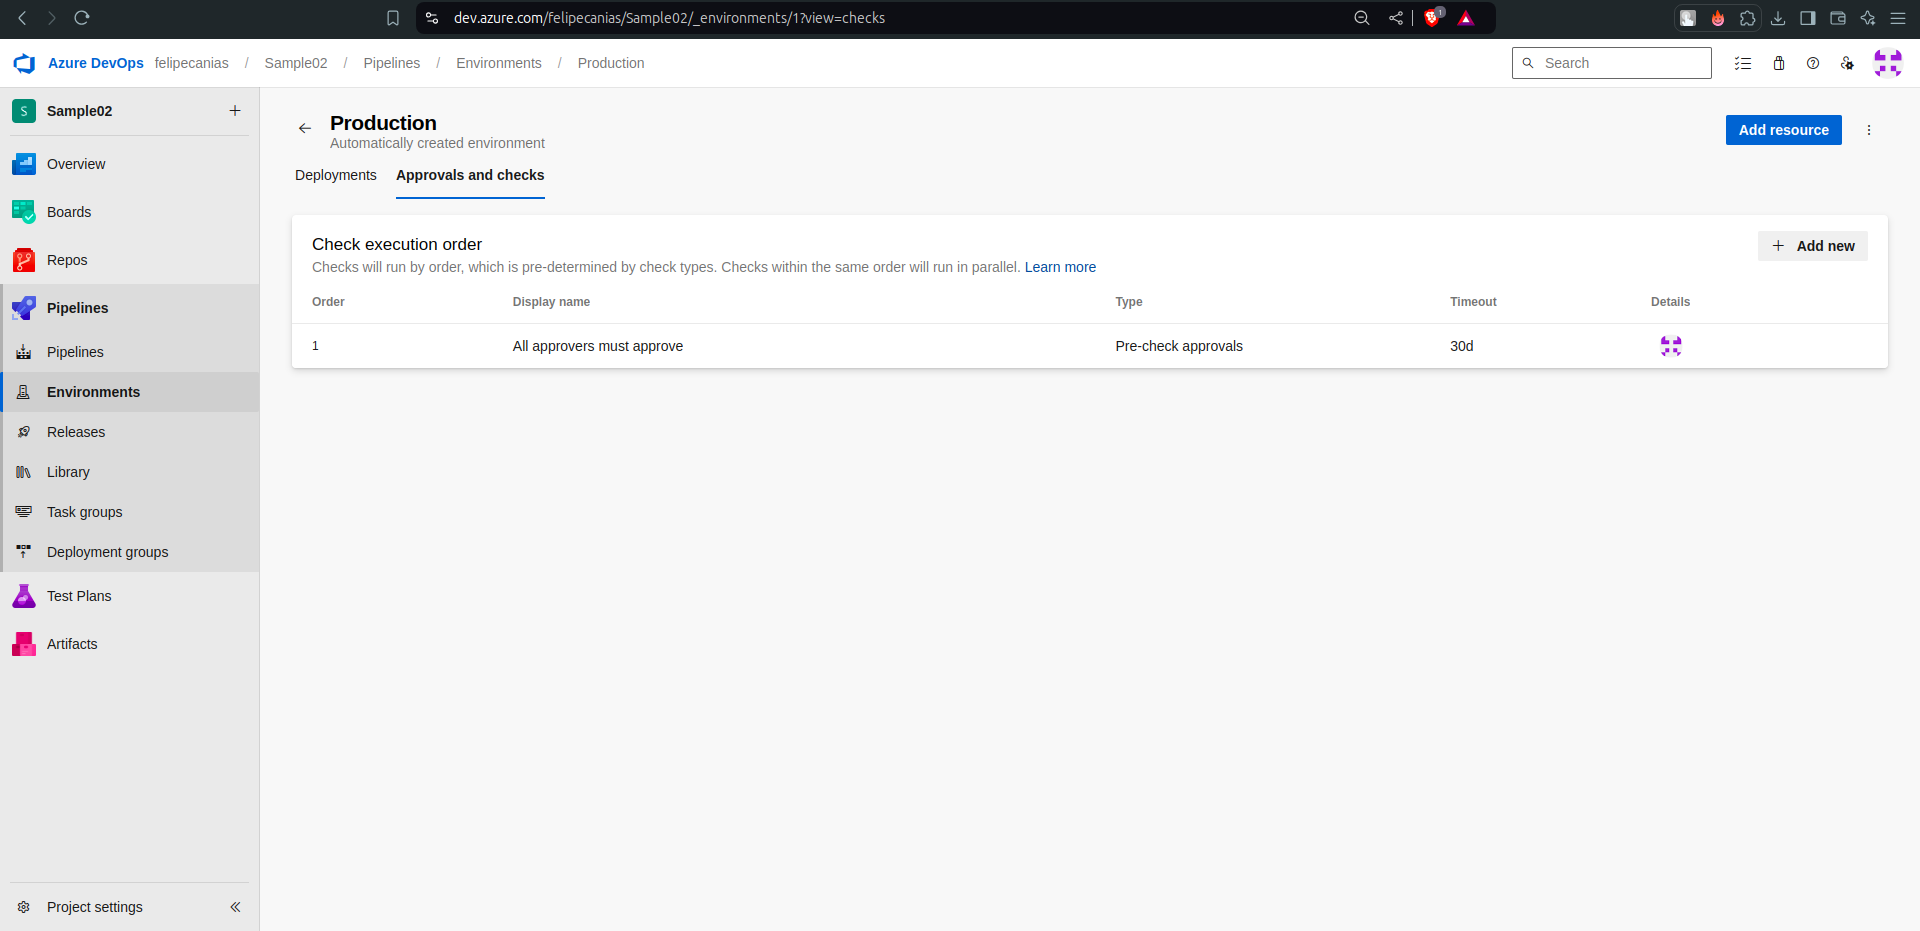 dev.azure.com/felipecanias/Sample02/_environments/1?view=checks
1
Azure DevOps felipecanias / Sample02 / Pipelines / Environments / Production
Search
S Sample02
Overview
Boards
Repos
Pipelines
Pipelines
Environments
Releases
Library
Task groups
Deployment groups
Test Plans
Artifacts
Project settings
Production
Automatically created environment
Add resource
Deployments Approvals and checks
Check execution order
Add new
Checks will run by order, which is pre-determined by check types. Checks within the same order will run in parallel. Learn more
Order Display name Type Timeout Details
1 All approvers must approve Pre-check approvals 30d